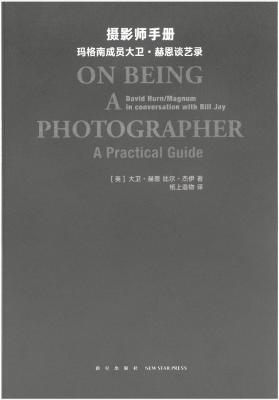 摄影师手册
玛格南成员大卫·赫恩谈艺录
ON BEING
A
David Hurn/Magnum
in conversation with Bill Jay
PHOTOGRAPHER
A Practical Guide
[英] 大卫·赫恩 比尔·杰伊 著
纸上造物 译
新星出版社 NEW STAR PRESS